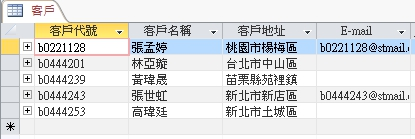 客戶
客戶代號 客戶名稱 客戶地址 E-mail
b0221128 張孟婷 桃園市楊梅區 b0221128@stmail.
b0444201 林亞璇 台北市中山區
b0444239 黃瑋晟 苗栗縣苑裡鎮
b0444243 張世虹 新北市新店區 b0444243@stmail.
b0444253 高瑋廷 新北市土城區